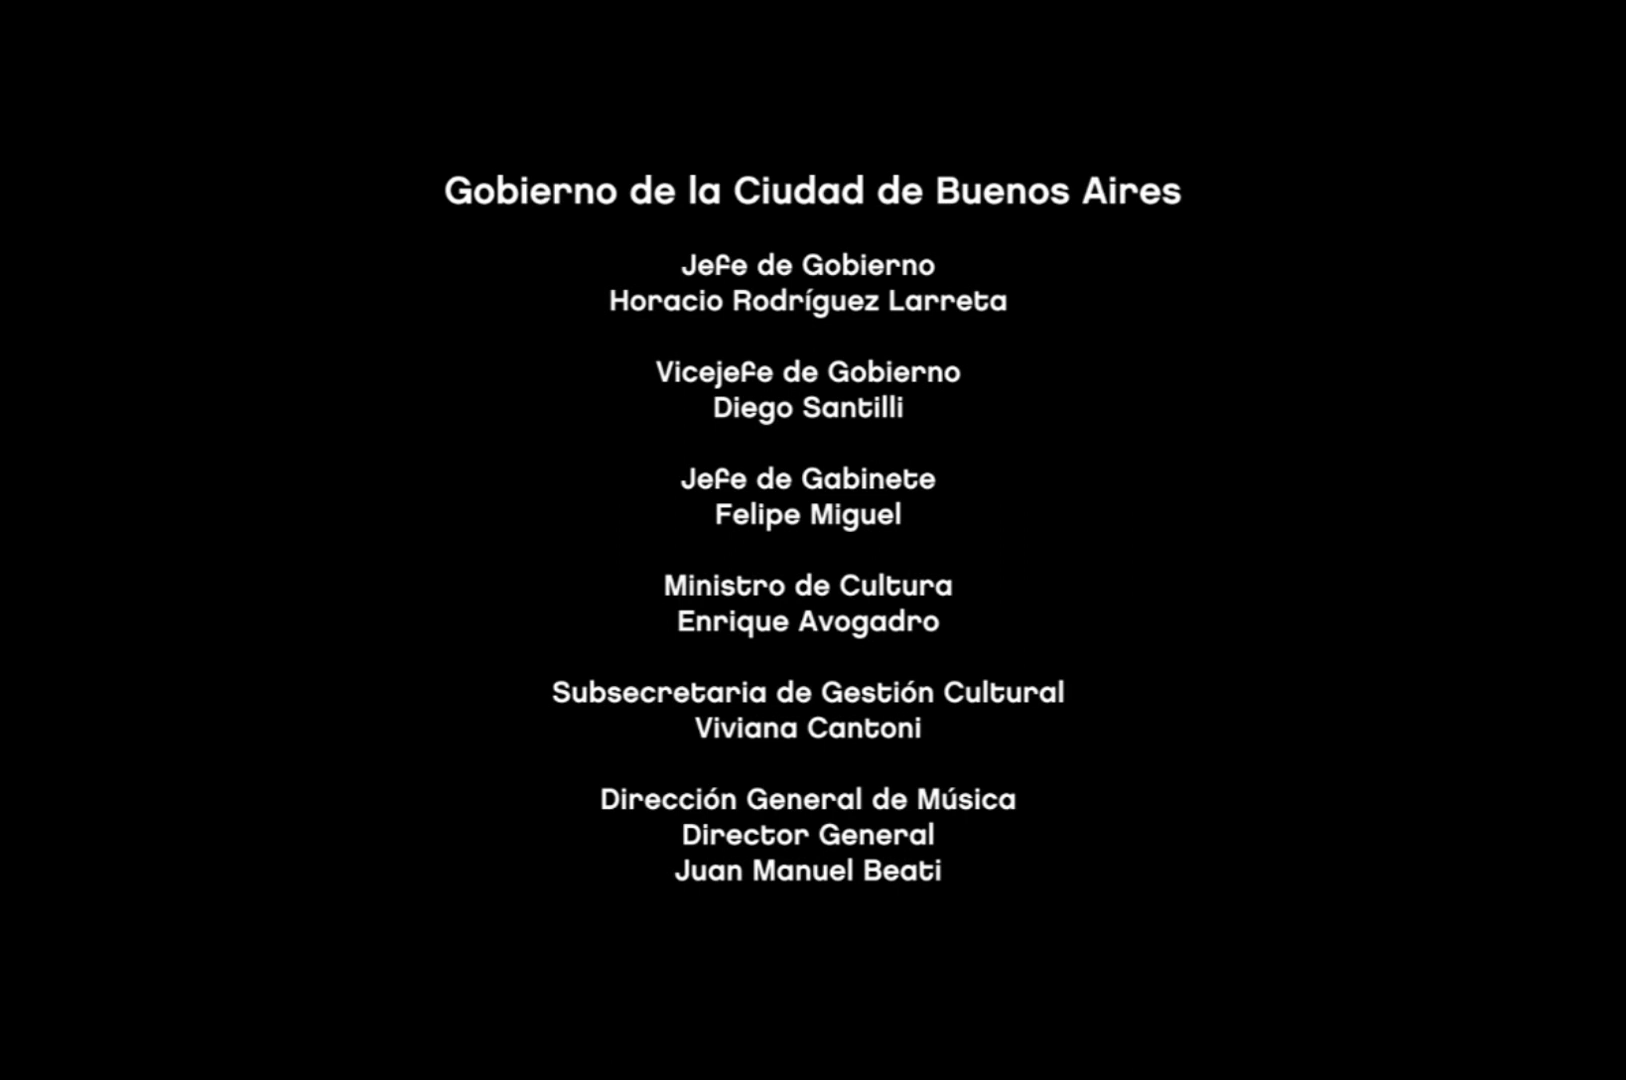 Gobierno de la Ciudad de Buenos Aires
Jefe de Gobierno
Horacio Rodríguez Larreta
Vicejefe de Gobierno
Diego Santilli
Jefe de Gabinete
Felipe Miguel
Ministro de Cultura
Enrique Avogadro
Subsecretaria de Gestión Cultural
Viviana Cantoni
Dirección General de Música
Director General
Juan Manuel Beati